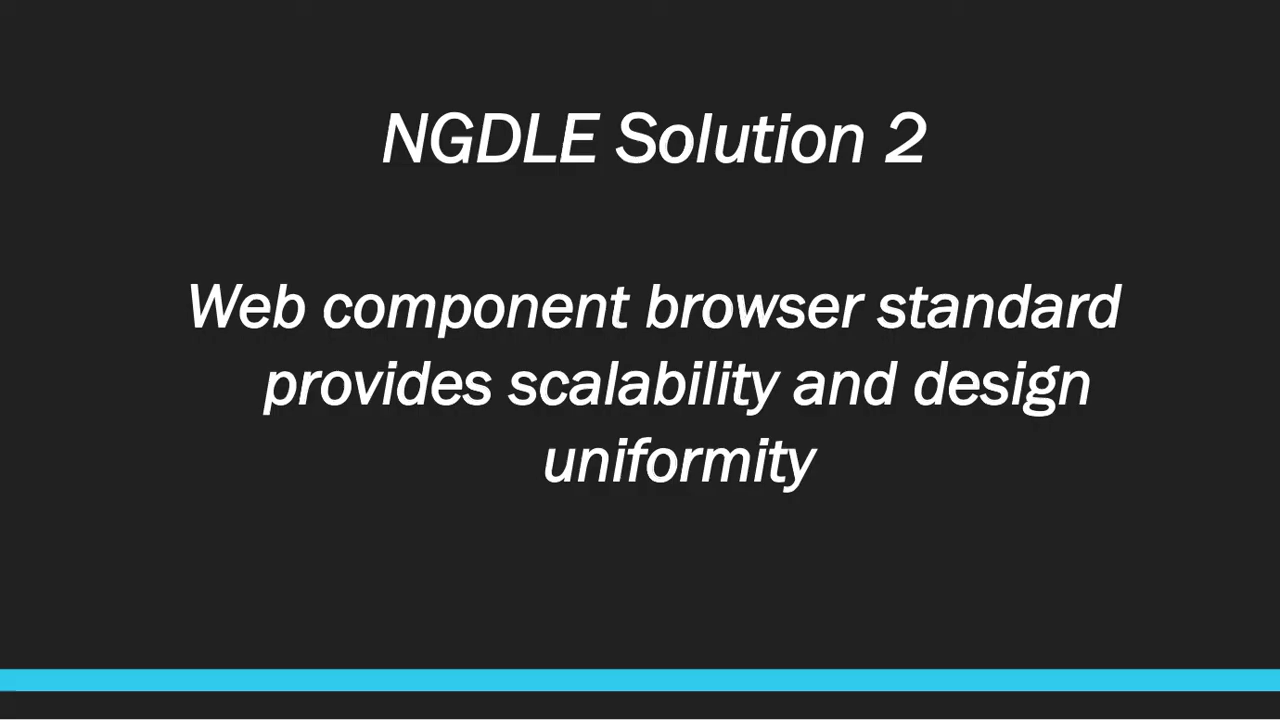 NGDLE Solution 2
Web component browser standard
provides scalability and design
uniformity